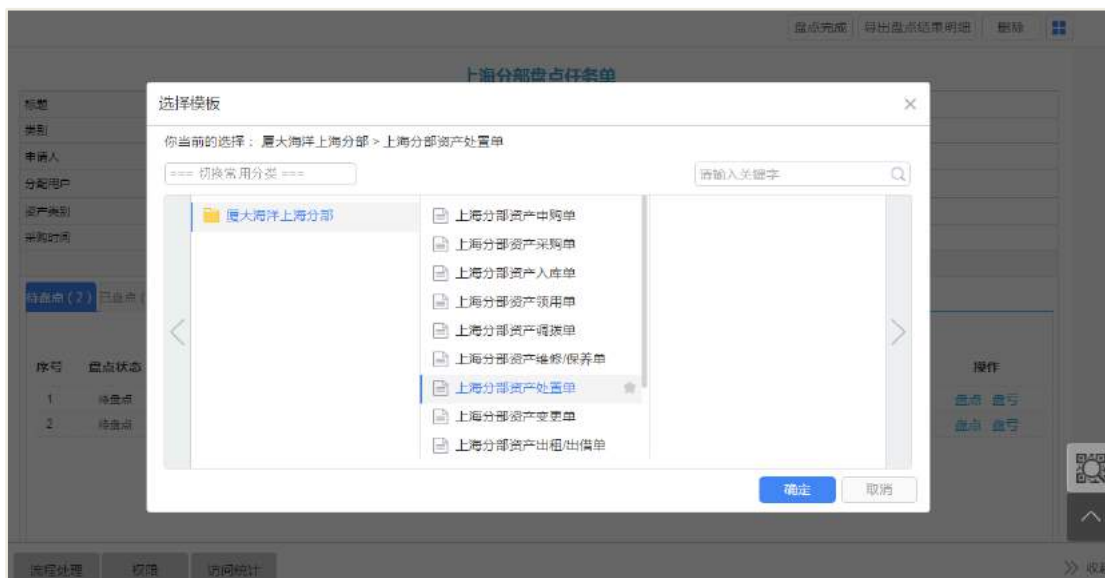 盘点完成 导出盘点结果明细 删除
上海分部盘点任务单
标题
类别
申请人
分配用户
资产类别
采购时间
选择模板
你当前的选择： 厦大海洋上海分部 > 上海分部资产处置单
=== 切换常用分类 ===
请输入关键字
厦大海洋上海分部
上海分部资产申购单
上海分部资产采购单
上海分部资产入库单
上海分部资产领用单
上海分部资产调拨单
上海分部资产维修/保养单
上海分部资产处置单
上海分部资产变更单
上海分部资产出租/出借单
确定 取消
待盘点 ( 2 ) 已盘点 (
序号 盘点状态 操作
1 待盘点 盘点 盘亏
2 待盘点 盘点 盘亏
流程处理 权限 访问统计